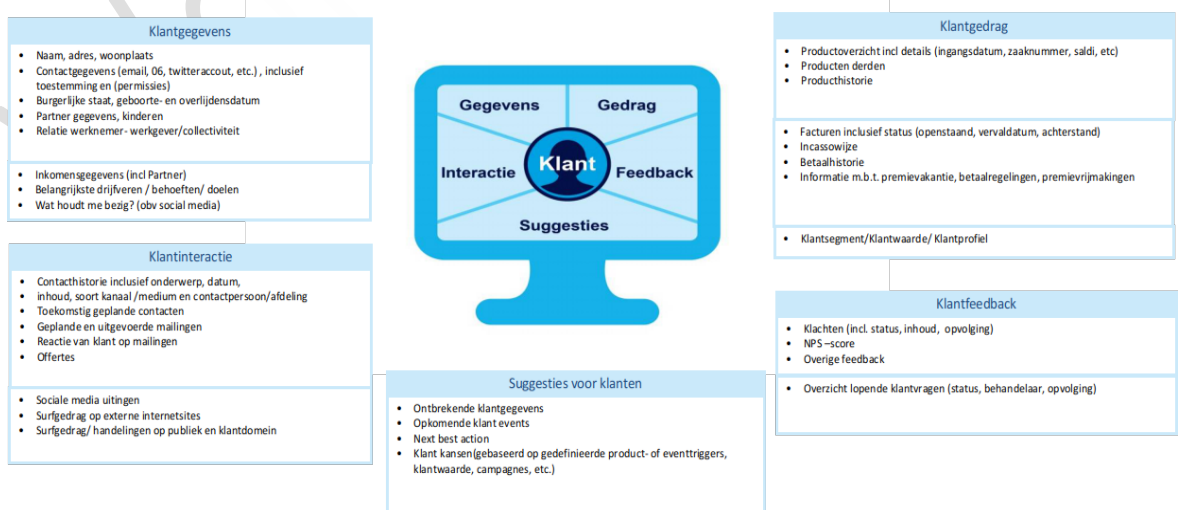 Klantgegevens
• Naam, adres, woonplaats
• Contactgegevens (email, 06, twitteraccout, etc.) , inclusief
toestemming en (permissies)
• Burgerlijke staat, geboorte- en overlijdensdatum
• Partner gegevens, kinderen
• Relatie werknemer- werkgever/collectiviteit
• Inkomensgegevens (incl Partner)
• Belangrijkste drijfveren / behoeften/ doelen
• Wat houdt me bezig? (obv social media)
Klantinteractie
• Contacthistorie inclusief onderwerp, datum,
• inhoud, soort kanaal /medium en contactpersoon/afdeling
• Toekomstig geplande contacten
• Geplande en uitgevoerde mailingen
• Reactie van klant op mailingen
• Offertes
• Sociale media uitingen
• Surfgedrag op externe internetsites
• Surfgedrag/ handelingen op publiek en klantdomein
Gegevens
Gedrag
Interactie
Klant
Feedback
Suggesties
Suggesties voor klanten
• Ontbrekende klantgegevens
• Opkomende klant events
• Next best action
• Klant kansen(gebaseerd op gedefinieerde product- of eventtriggers,
klantwaarde, campagnes, etc.)
Klantgedrag
• Productoverzicht incl details (ingangsdatum, zaaknummer, saldi, etc)
• Producten derden
• Producthistorie
• Facturen inclusief status (openstaand, vervaldatum, achterstand)
• Incassowijze
• Betaalhistorie
• Informatie m.b.t. premievakantie, betaalregelingen, premievrijmakingen
• Klantsegment/Klantwaarde/ Klantprofiel
Klantfeedback
• Klachten (incl. status, inhoud, opvolging)
• NPS –score
• Overige feedback
• Overzicht lopende klantvragen (status, behandelaar, opvolging)